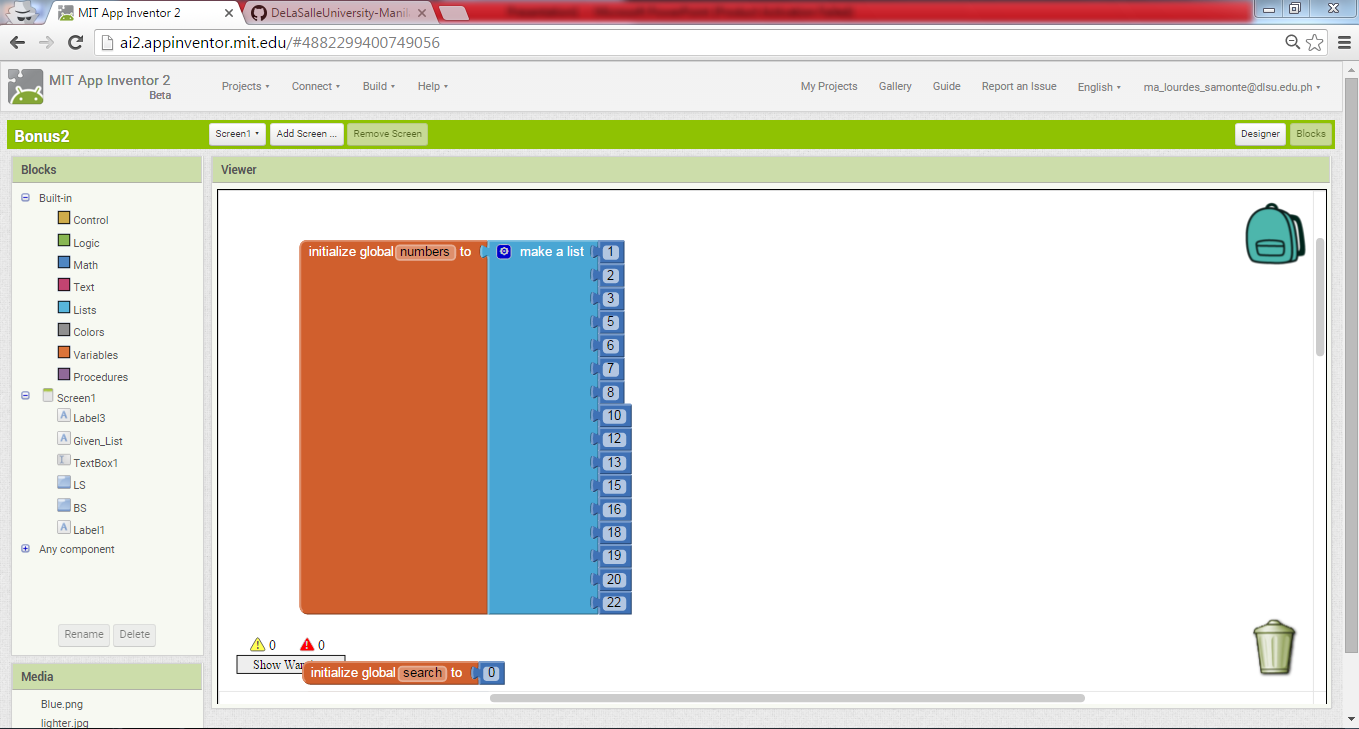 MIT App Inventor 2
DeLaSalleUniversity-Mani
ai2.appinventor.mit.edu/#4882299400749056
MIT App Inventor 2
Beta
Projects
Connect
Build
Help
My Projects
Gallery
Guide
Report an Issue
English
ma_lourdes_samonte@dlsu.edu.ph
Bonus2
Screen1
Add Screen ...
Remove Screen
Designer
Blocks
Blocks
Built-in
Control
Logic
Math
Text
Lists
Colors
Variables
Procedures
Screen1
Label3
Given_List
TextBox1
LS
BS
Label1
Any component
Rename
Delete
Media
Blue.png
lighter.jpg
Viewer
initialize global numbers to make a list 1
2
3
5
6
7
8
10
12
13
15
16
18
19
20
22
0 0
Show War
initialize global search to 0